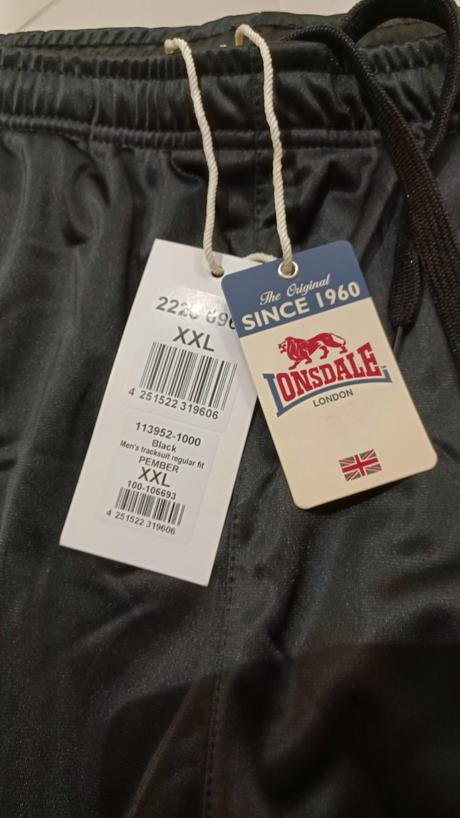 XXL
4 251522 319606
113952-1000
Black
Men's tracksuit regular fit
PEMBER
XXL
100-106693
4 251522 319606
The Original
SINCE 1960
LONSDALE
LONDON